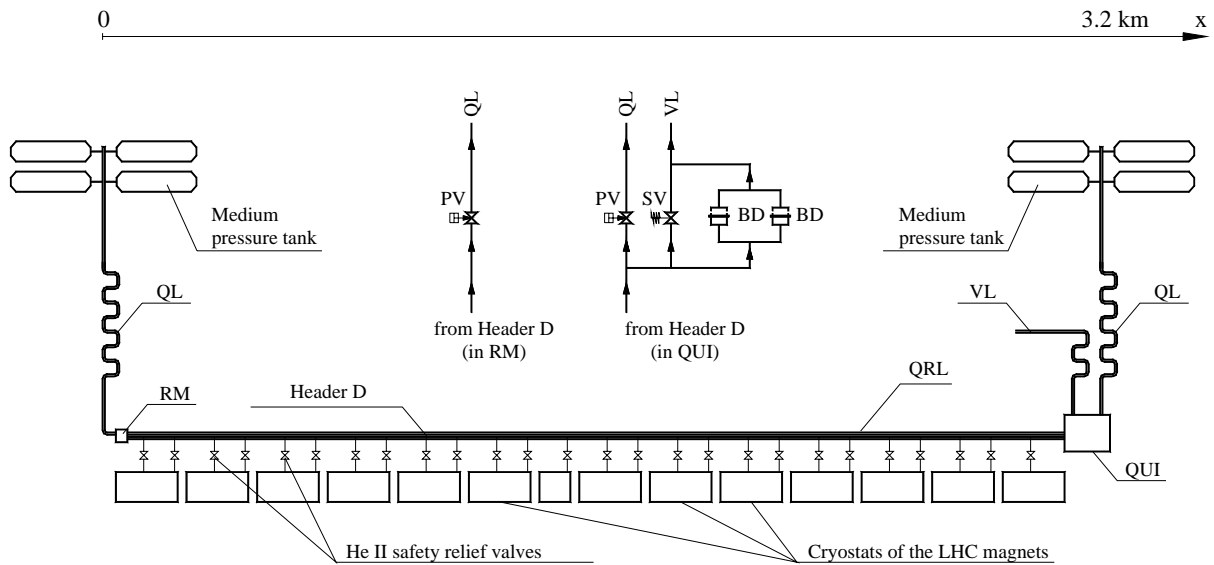 0
3.2 km
x
QL
QL
VL
PV
PV
SV
BD
BD
Medium
pressure tank
Medium
pressure tank
QL
from Header D
(in RM)
from Header D
(in QUI)
VL
QL
RM
Header D
QRL
QUI
He II safety relief valves
Cryostats of the LHC magnets